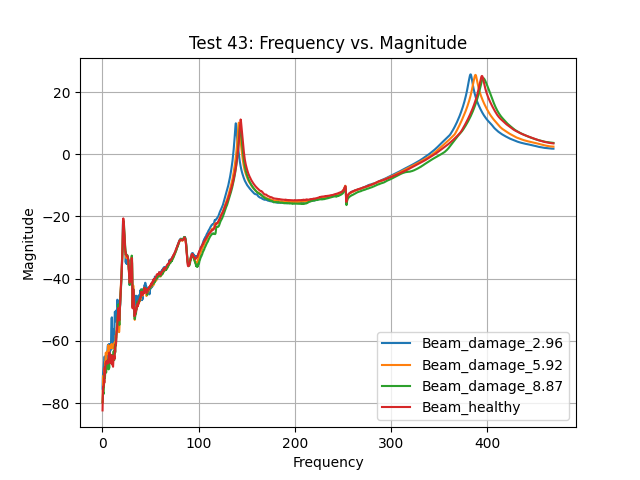 Test 43: Frequency vs. Magnitude
20
0
−20
−40
−60
−80
Magnitude
0
100
200
300
400
Frequency
Beam_damage_2.96
Beam_damage_5.92
Beam_damage_8.87
Beam_healthy